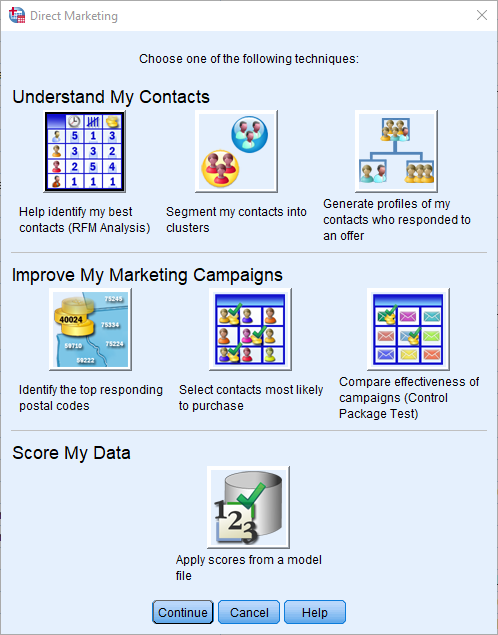 Direct Marketing
Choose one of the following techniques:
Understand My Contacts
5 1 3
3 3 2
2 5 4
1 1 1
Help identify my best
contacts (RFM Analysis)
Segment my contacts into
clusters
Generate profiles of my
contacts who responded to
an offer
Improve My Marketing Campaigns
75245
40024
75334
59710
75224
59222
Identify the top responding
postal codes
Select contacts most likely
to purchase
Compare effectiveness of
campaigns (Control
Package Test)
Score My Data
123
Apply scores from a model
file
Continue
Cancel
Help